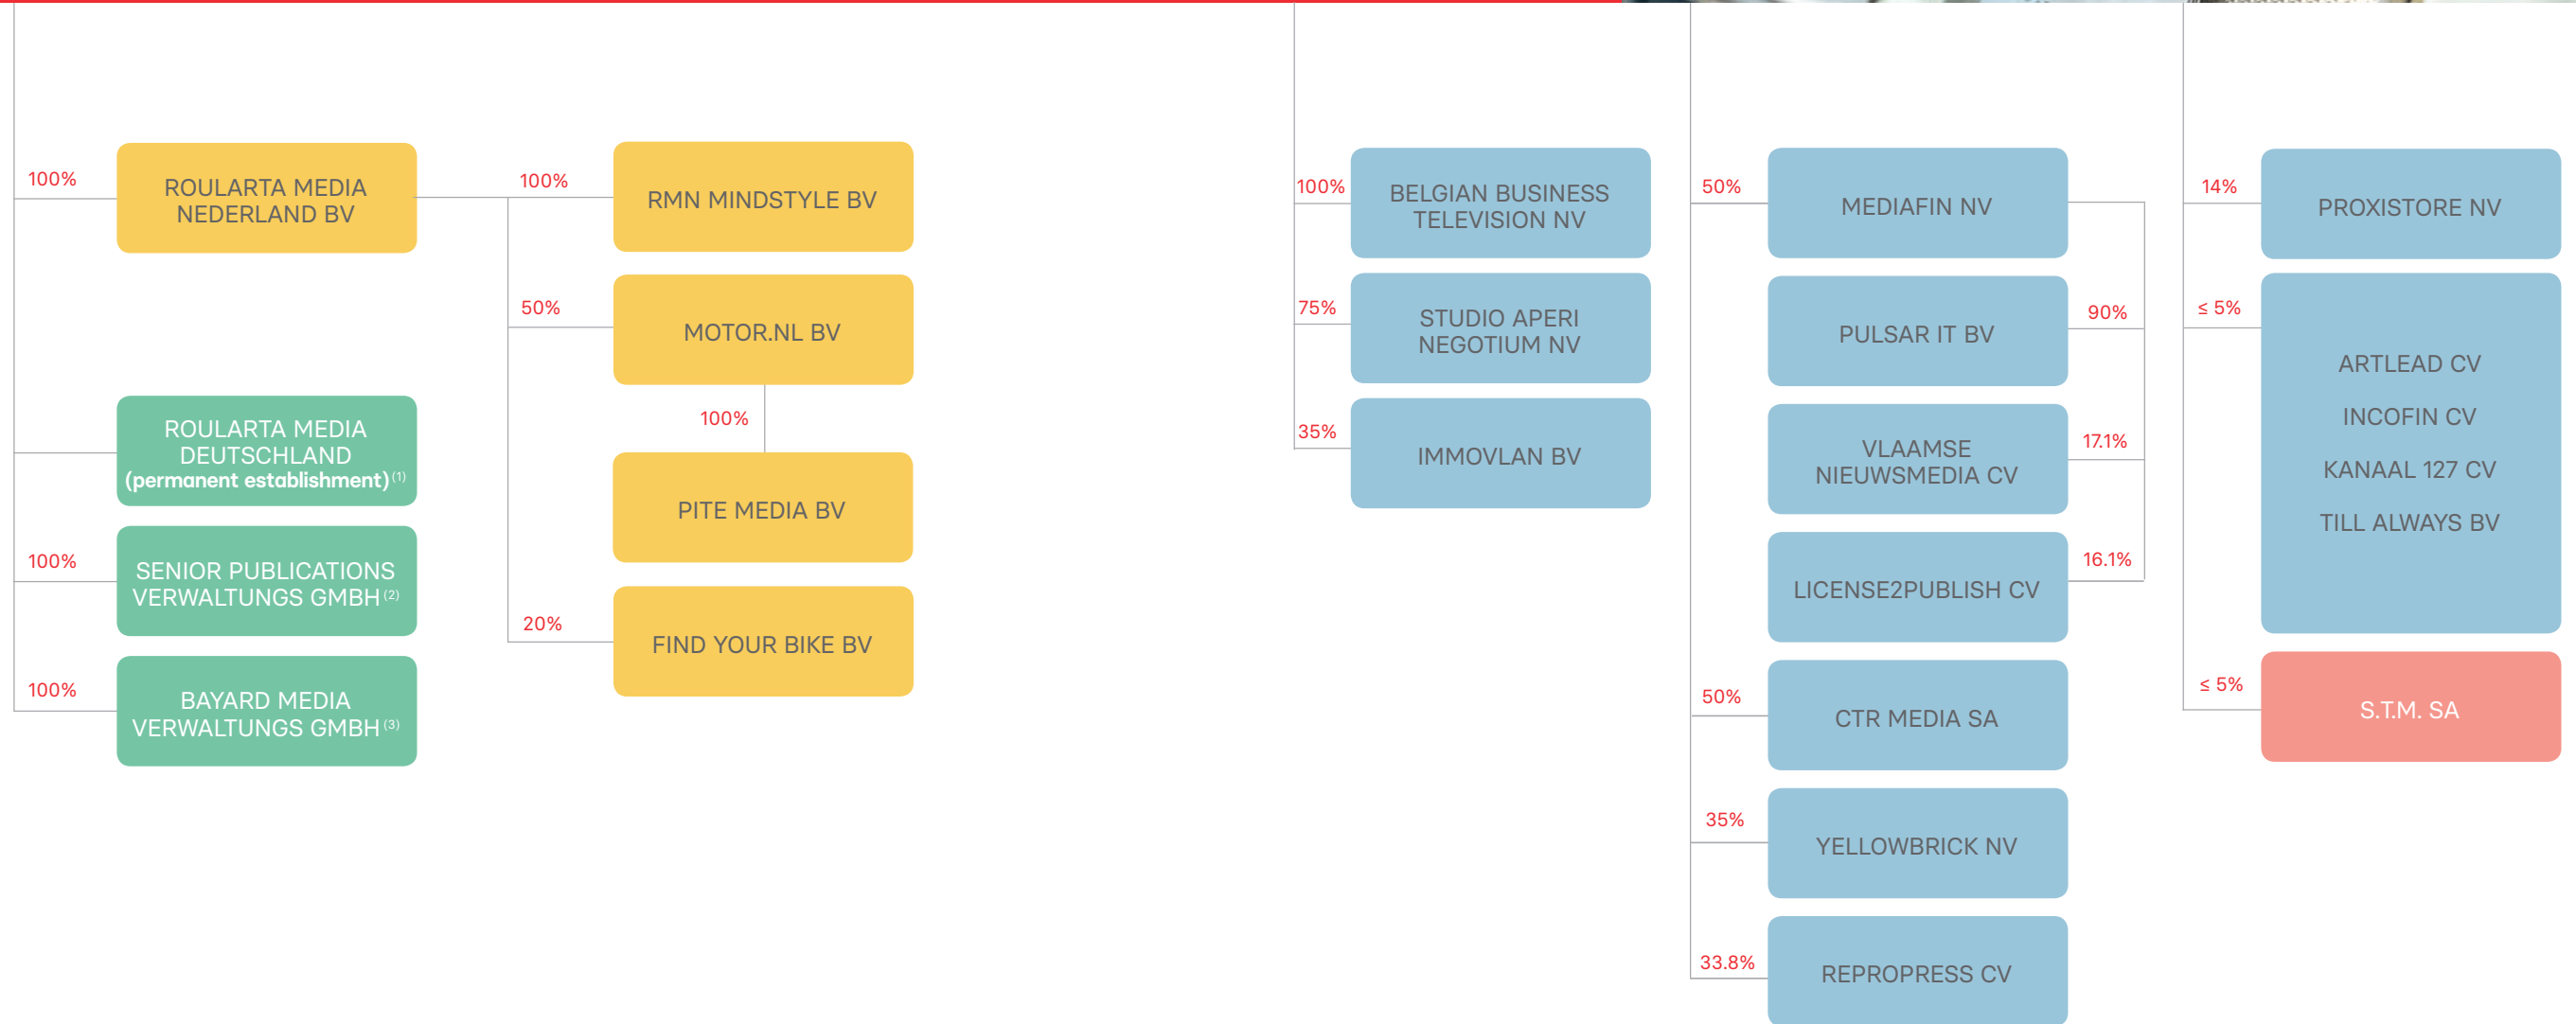 100%
ROULARTA MEDIA
NEDERLAND BV
100%
RMN MINDSTYLE BV
50%
MOTOR.NL BV
100%
PITE MEDIA BV
20%
FIND YOUR BIKE BV
ROULARTA MEDIA
DEUTSCHLAND
(permanent establishment) (1)
100%
SENIOR PUBLICATIONS
VERWALTUNGS GMBH (2)
100%
BAYARD MEDIA
VERWALTUNGS GMBH (3)
100%
BELGIAN BUSINESS
TELEVISION NV
75%
STUDIO APERI
NEGOTIUM NV
35%
IMMOVLAN BV
50%
MEDIAFIN NV
PULSAR IT BV
90%
VLAAMSE
NIEUWSMEDIA CV
17.1%
LICENSE2PUBLISH CV
16.1%
50%
CTR MEDIA SA
35%
YELLOWBRICK NV
33.8%
REPROPRESS CV
14%
PROXISTORE NV
≤ 5%
ARTLEAD CV
INCOFIN CV
KANAAL 127 CV
TILL ALWAYS BV
≤ 5%
S.T.M. SA